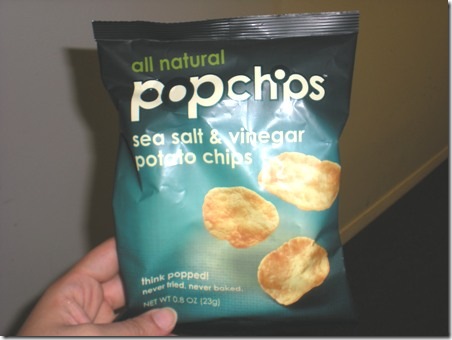 all natural
popchips™
sea salt & vinegar
potato chips
think popped!
never fried. never baked.
NET WT 0.8 OZ (23g)